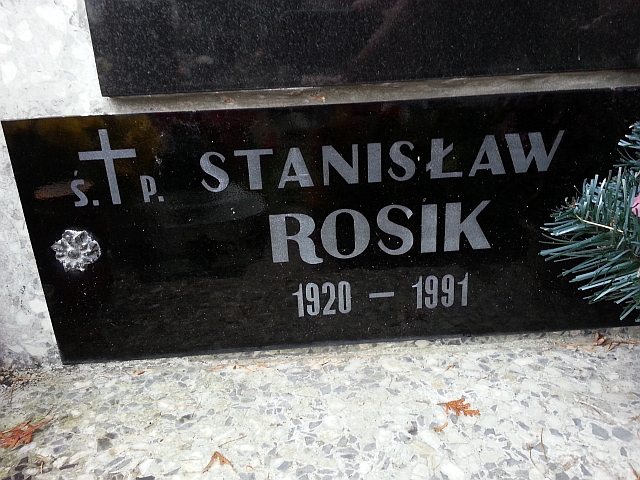 Ś. P. STANISŁAW
ROSIK
1920 – 1991